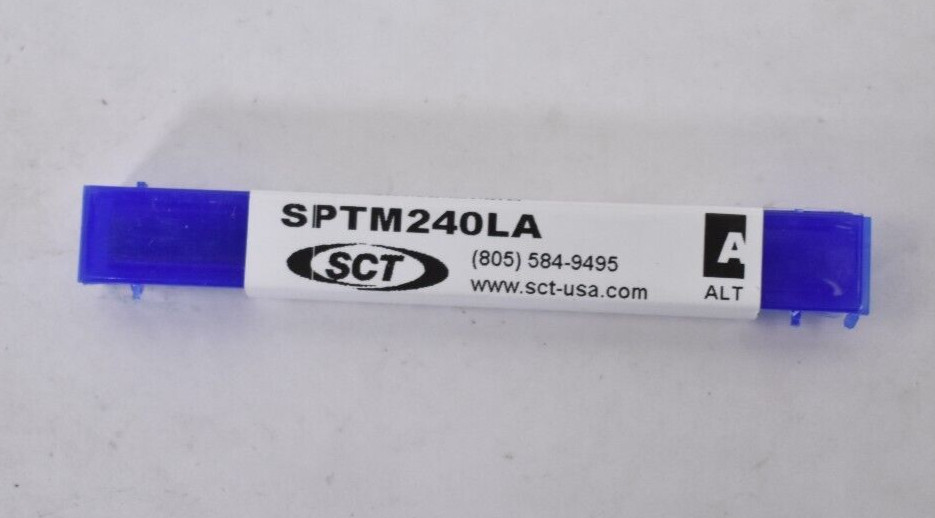 SPTM240LA
SCT
(805) 584-9495
www.sct-usa.com
A
ALT